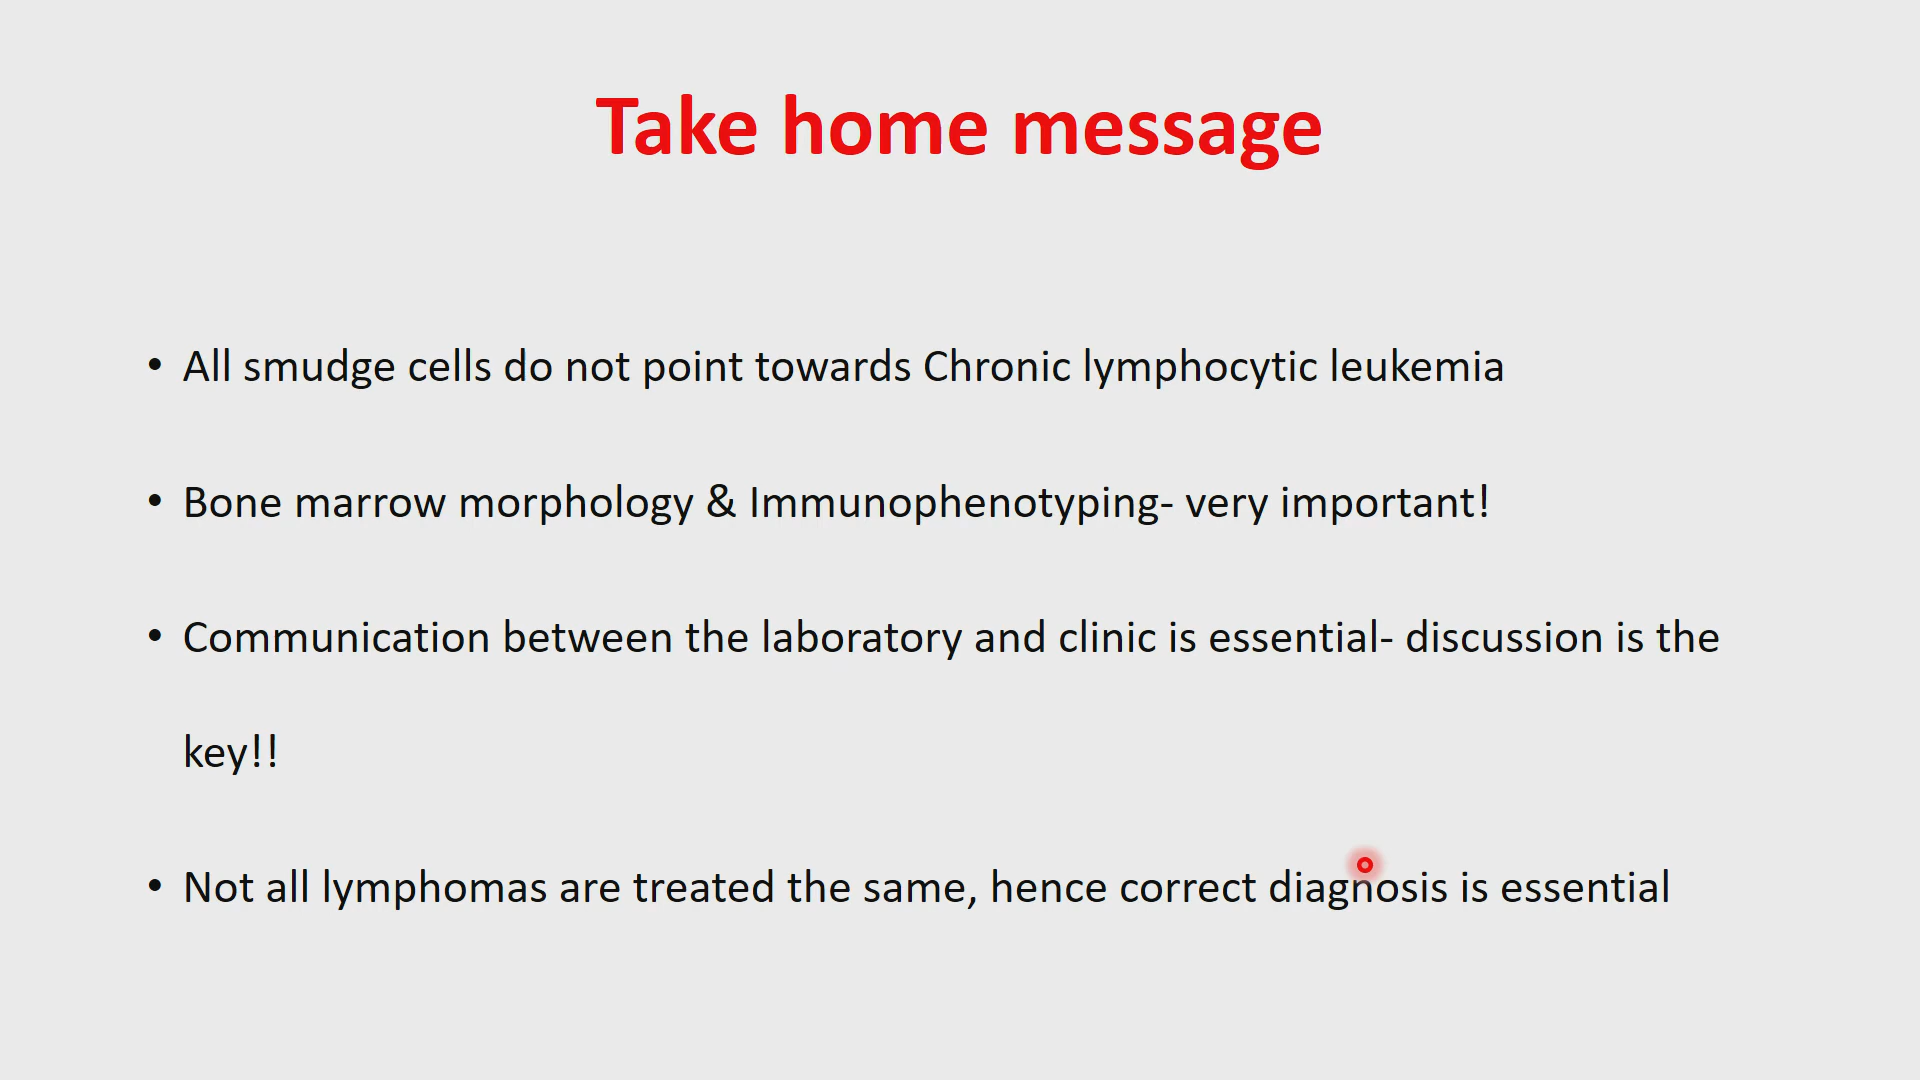 Take home message
• All smudge cells do not point towards Chronic lymphocytic leukemia
• Bone marrow morphology & Immunophenotyping- very important!
• Communication between the laboratory and clinic is essential- discussion is the
key!!
• Not all lymphomas are treated the same, hence correct diagnosis is essential